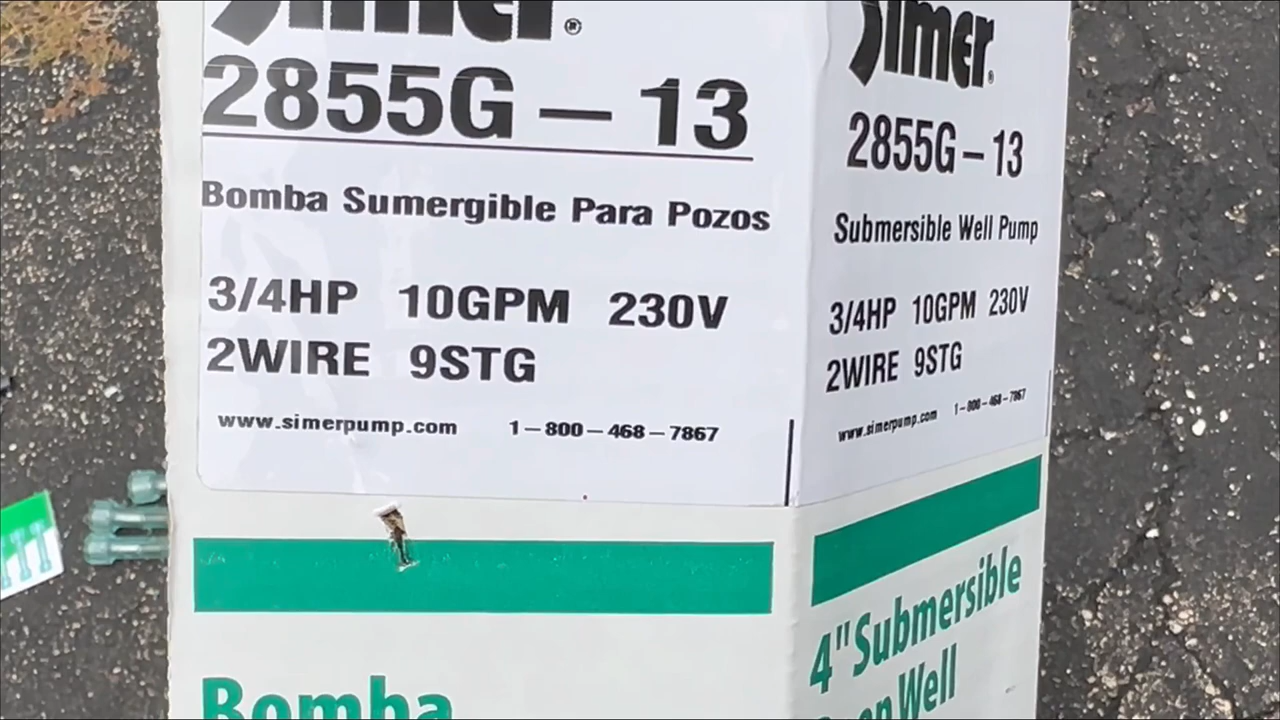 Simer®
2855G – 13
Bomba Sumergible Para Pozos
3/4HP 10GPM 230V
2WIRE 9STG
www.simerpump.com 1–800–468–7867
Bomba
Simer®
2855G – 13
Submersible Well Pump
3/4HP 10GPM 230V
2WIRE 9STG
www.simerpump.com 1–800–468–7867
4" Submersible
Well